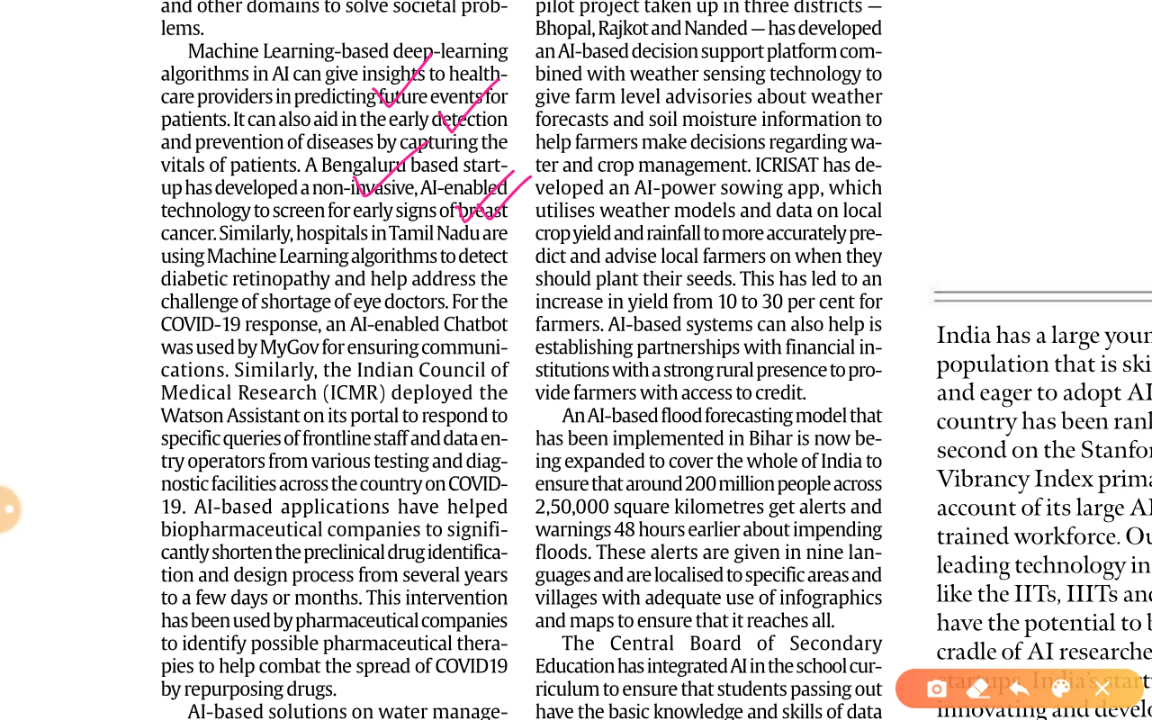 and other domains to solve societal prob-
lems.
Machine Learning-based deep-learning
algorithms in AI can give insights to health-
care providers in predicting future events for
patients. It can also aid in the early detection
and prevention of diseases by capturing the
vitals of patients. A Bengaluru based start-
up has developed a non-invasive, AI-enabled
technology to screen for early signs of breast
cancer. Similarly, hospitals in Tamil Nadu are
using Machine Learning algorithms to detect
diabetic retinopathy and help address the
challenge of shortage of eye doctors. For the
COVID-19 response, an AI-enabled Chatbot
was used by MyGov for ensuring communi-
cations. Similarly, the Indian Council of
Medical Research (ICMR) deployed the
Watson Assistant on its portal to respond to
specific queries of frontline staff and data en-
try operators from various testing and diag-
nostic facilities across the country on COVID-
19. AI-based applications have helped
biopharmaceutical companies to signifi-
cantly shorten the preclinical drug identifica-
tion and design process from several years
to a few days or months. This intervention
has been used by pharmaceutical companies
to identify possible pharmaceutical thera-
pies to help combat the spread of COVID19
by repurposing drugs.
AI-based solutions on water manage-
pilot project taken up in three districts —
Bhopal, Rajkot and Nanded — has developed
an AI-based decision support platform com-
bined with weather sensing technology to
give farm level advisories about weather
forecasts and soil moisture information to
help farmers make decisions regarding wa-
ter and crop management. ICRISAT has de-
veloped an AI-power sowing app, which
utilises weather models and data on local
crop yield and rainfall to more accurately pre-
dict and advise local farmers on when they
should plant their seeds. This has led to an
increase in yield from 10 to 30 per cent for
farmers. AI-based systems can also help is
establishing partnerships with financial in-
stitutions with a strong rural presence to pro-
vide farmers with access to credit.
An AI-based flood forecasting model that
has been implemented in Bihar is now be-
ing expanded to cover the whole of India to
ensure that around 200 million people across
2,50,000 square kilometres get alerts and
warnings 48 hours earlier about impending
floods. These alerts are given in nine lan-
guages and are localised to specific areas and
villages with adequate use of infographics
and maps to ensure that it reaches all.
The Central Board of Secondary
Education has integrated AI in the school cur-
riculum to ensure that students passing out
have the basic knowledge and skills of data
India has a large youn
population that is ski
and eager to adopt AI
country has been rank
second on the Stanfor
Vibrancy Index prima
account of its large AI
trained workforce. Ou
leading technology in
like the IITs, IIITs and
have the potential to b
cradle of AI researche
startups. India's start
innovating and develo